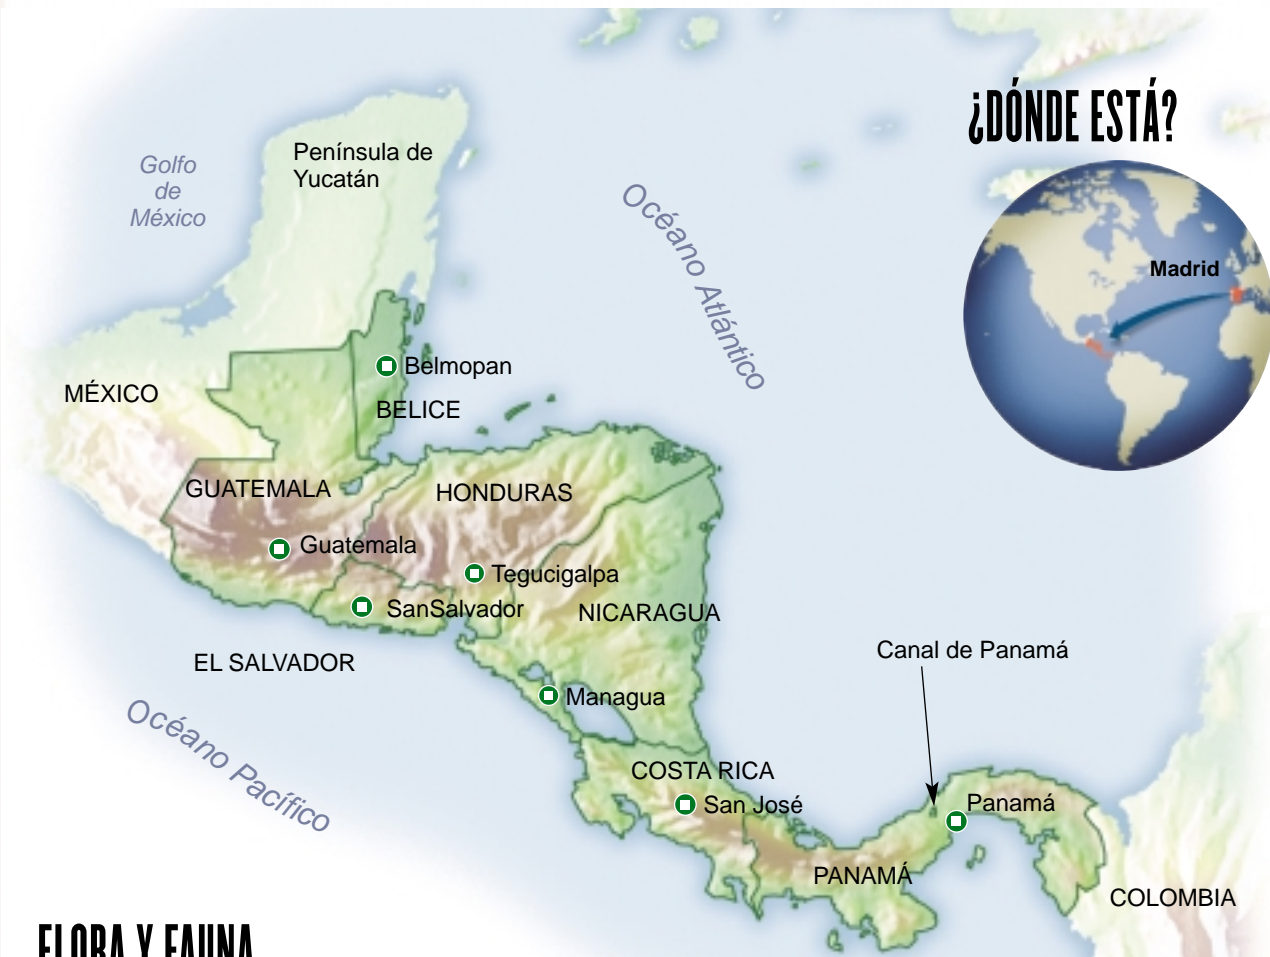 ¿DÓNDE ESTÁ?
Madrid
Golfo
de
México
Península de
Yucatán
Océano Atlántico
Belmopan
MÉXICO
BELICE
GUATEMALA
HONDURAS
Guatemala
Tegucigalpa
SanSalvador
NICARAGUA
EL SALVADOR
Canal de Panamá
Managua
Océano Pacífico
COSTA RICA
San José
Panamá
PANAMÁ
COLOMBIA
FLORA Y FAUNA